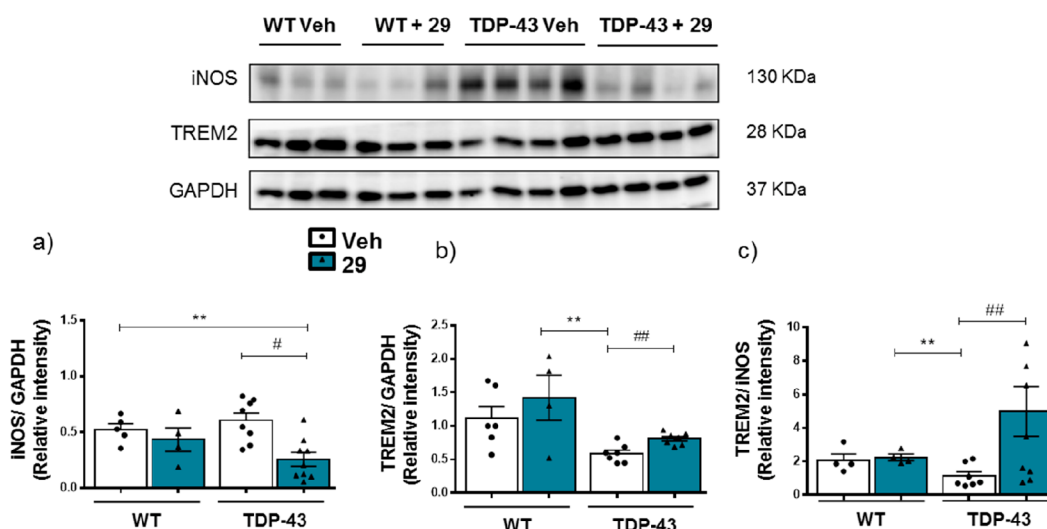 WT Veh WT + 29 TDP-43 Veh TDP-43 + 29
iNOS 130 KDa
TREM2 28 KDa
GAPDH 37 KDa
a) Veh b) c)
29
iNOS/ GAPDH
(Relative intensity)
1.5
1.0
0.5
0.0
**
#
WT TDP-43
TREM2/ GAPDH
(Relative intensity)
2.5
2.0
1.5
1.0
0.5
0.0
**
##
WT TDP-43
TREM2/ iNOS
(Relative intensity)
10
8
6
4
2
0
**
##
WT TDP-43